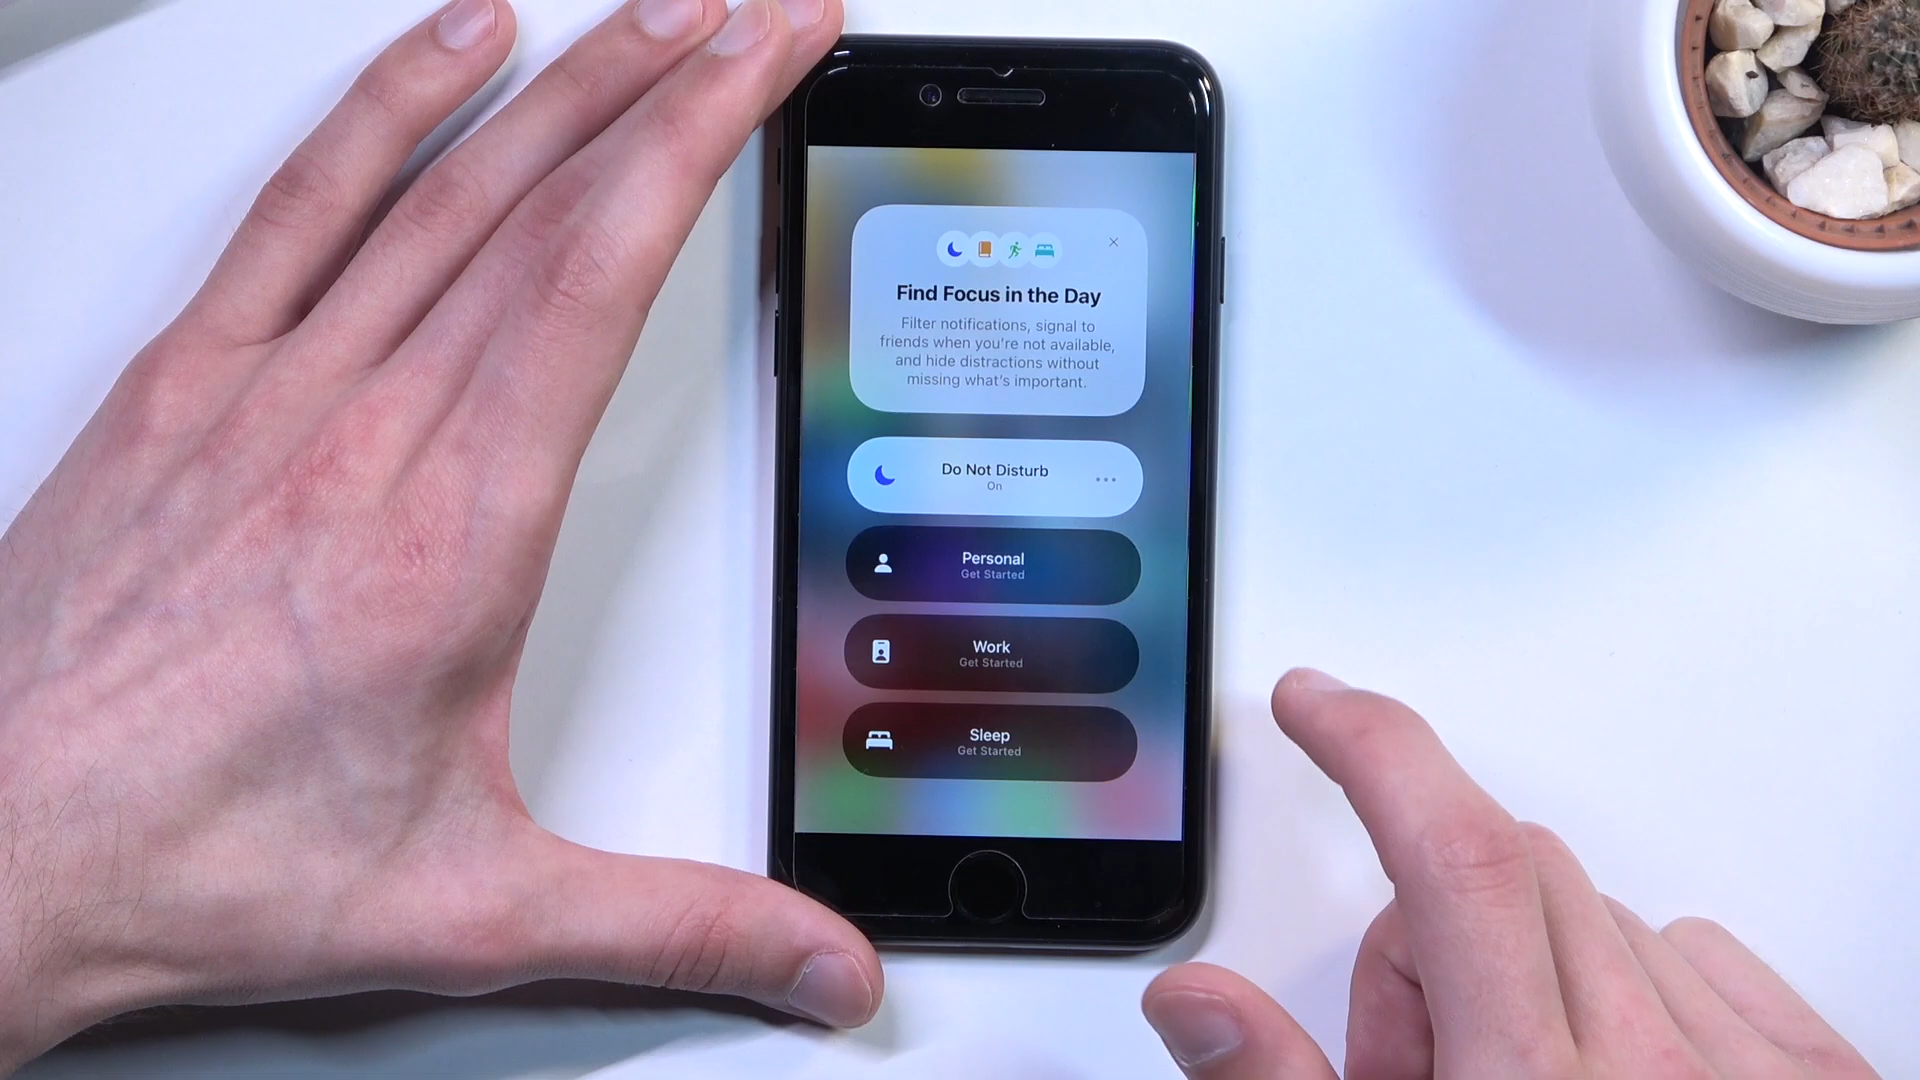 Find Focus in the Day
Filter notifications, signal to
friends when you're not available,
and hide distractions without
missing what's important.
Do Not Disturb
On
Personal
Get Started
Work
Get Started
Sleep
Get Started